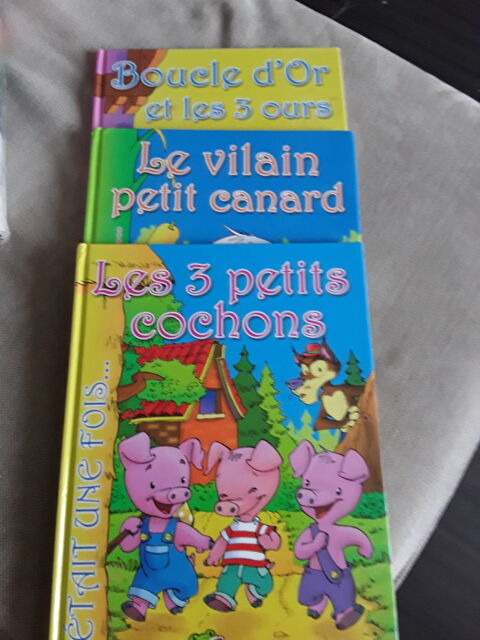 Boucle d'Or
et les 3 ours
Le vilain
petit canard
Les 3 petits
cochons
ÉTAIT UNE FOIS...